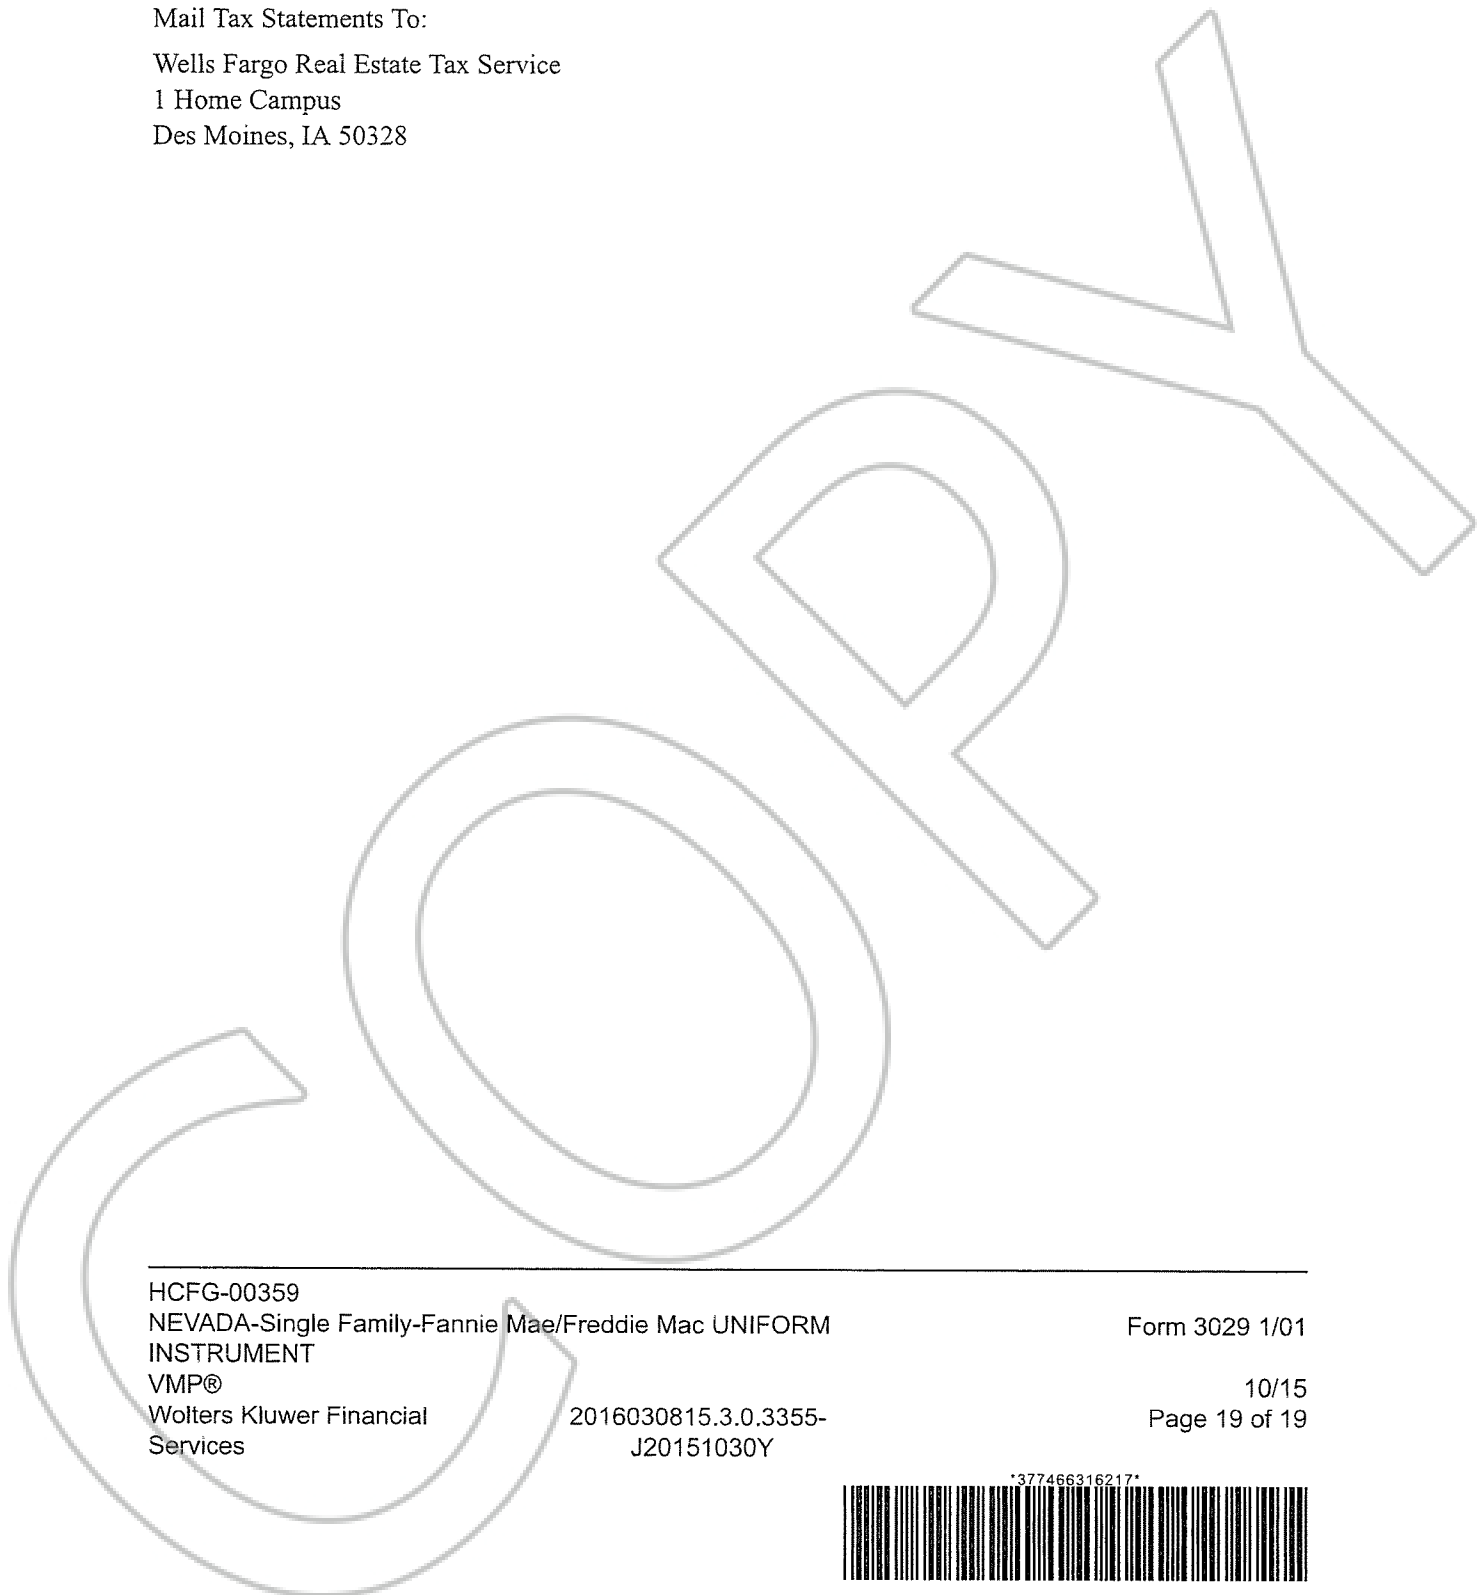 Mail Tax Statements To:
Wells Fargo Real Estate Tax Service
1 Home Campus
Des Moines, IA 50328
COPY
HCFG-00359
NEVADA-Single Family-Fannie Mae/Freddie Mac UNIFORM
INSTRUMENT
Form 3029 1/01
VMP®
10/15
Wolters Kluwer Financial
Services
2016030815.3.0.3355-
J20151030Y
Page 19 of 19
*377466316217*